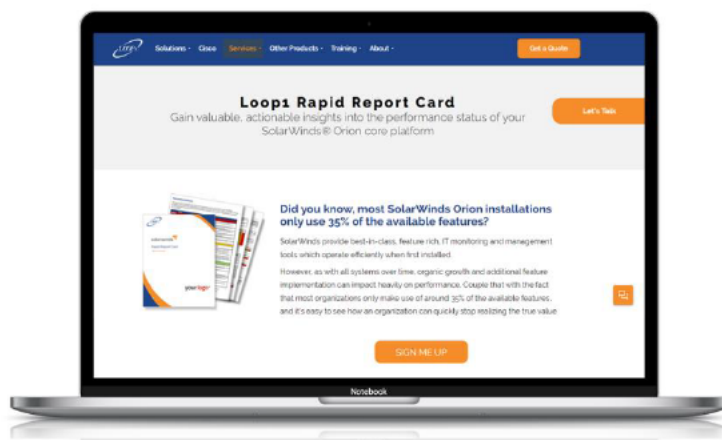 Solutions Cisco Services Other Products Training About Get a Quote
Loop1 Rapid Report Card
Gain valuable, actionable insights into the performance status of your
SolarWinds® Orion core platform
Let's Talk
Did you know, most SolarWinds Orion installations
only use 35% of the available features?
SolarWinds provide best-in-class, feature rich, IT monitoring and management
tools which operate efficiently when first installed.
However, as with all systems over time, organic growth and additional feature
implementation can impact heavily on performance. Couple that with the fact
that most organizations only make use of around 35% of the available features,
and it's easy to see how an organization can quickly stop realizing the true value
your logo
SIGN ME UP
Notebook